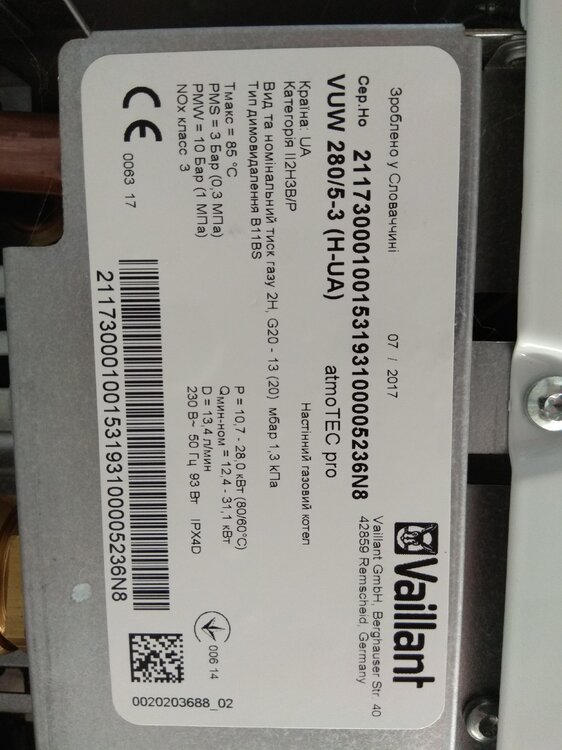 Зроблено у Словаччині
07 / 2017
Vaillant
Vaillant GmbH, Berghauser Str. 40
42859 Remscheid, Germany
Сер.Но 21173000100153193100005236N8
VUW 280/5-3 (H-UA)
atmoTEC pro
Країна: UA
Настінний газовий котел
Категорія II2H3B/P
Вид та номінальний тиск газу 2H, G20 - 13 (20) мбар 1,3 кПа
Тип димовидалення B11BS
Tмакс = 85 °C
PMS = 3 Бар (0,3 МПа)
PMW = 10 Бар (1 МПа)
NOx класс 3
P = 10,7 - 28,0 кВт (80/60°C)
Qмин-ном = 12,4 - 31,1 кВт
D = 13,4 л/мин
230 В~ 50 Гц 93 Вт IPX4D
CE
0063 17
006 14
21173000100153193100005236N8
0020203688_02